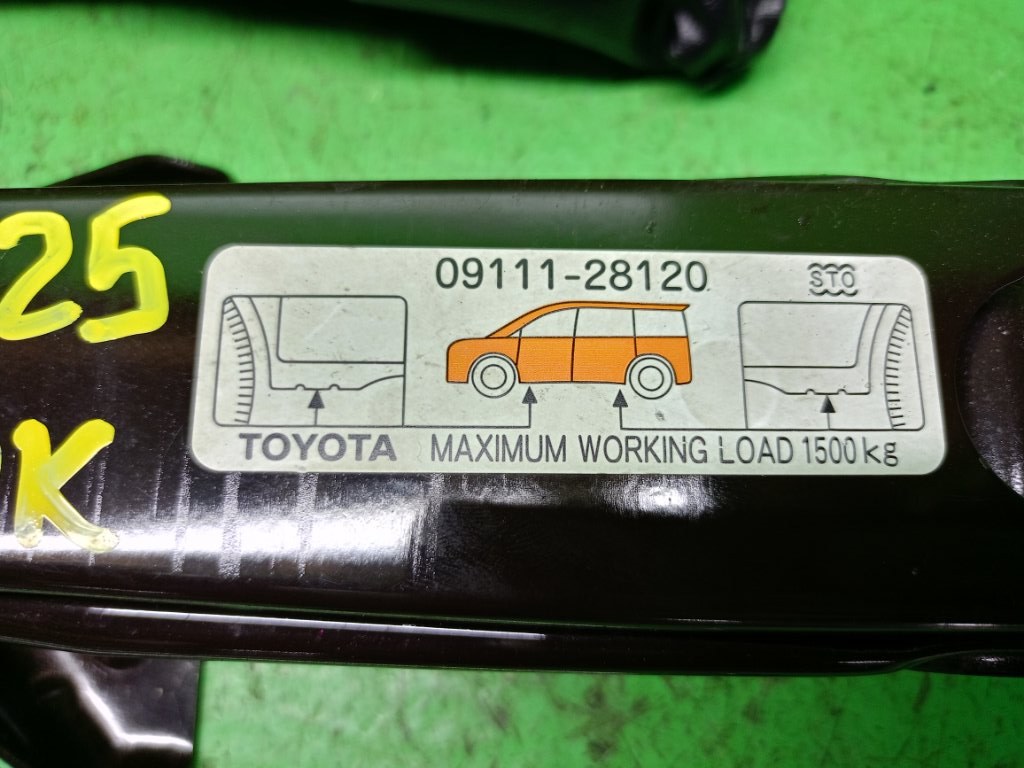 25
K
09111-28120
STO
TOYOTA MAXIMUM WORKING LOAD 1500kg